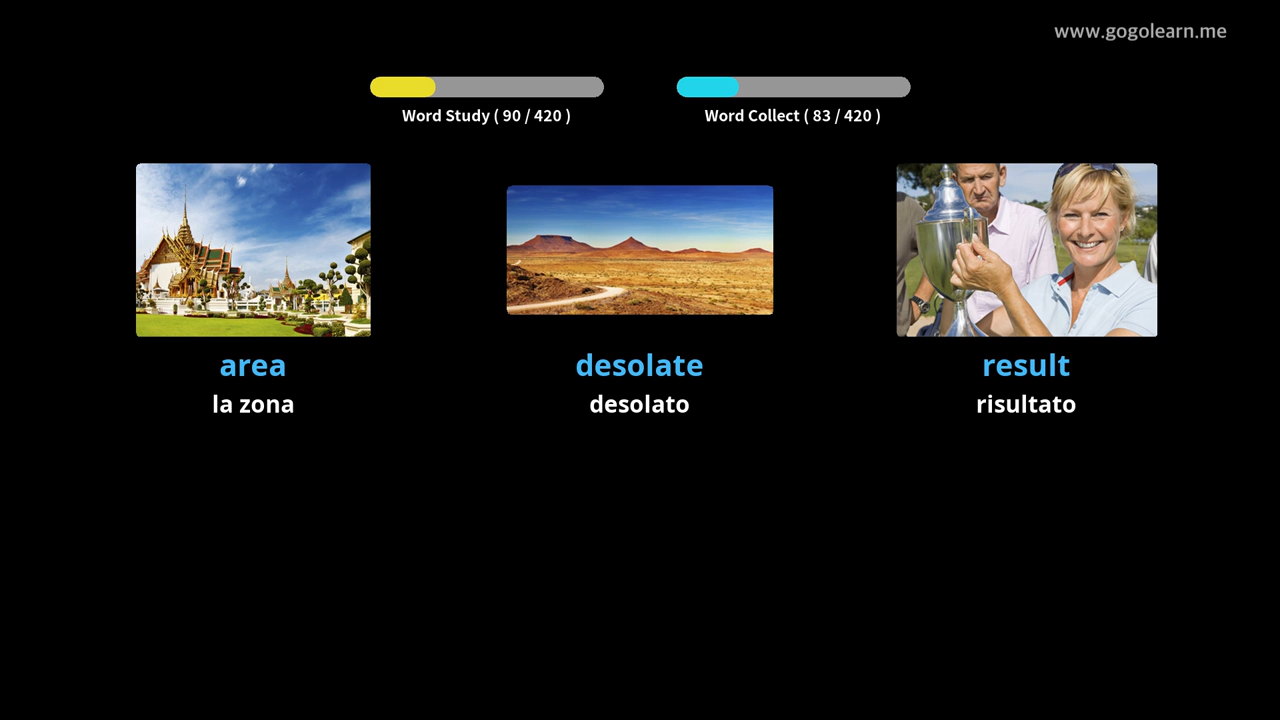 www.gogolearn.me
Word Study ( 90 / 420 )
Word Collect ( 83 / 420 )
area
la zona
desolate
desolato
result
risultato